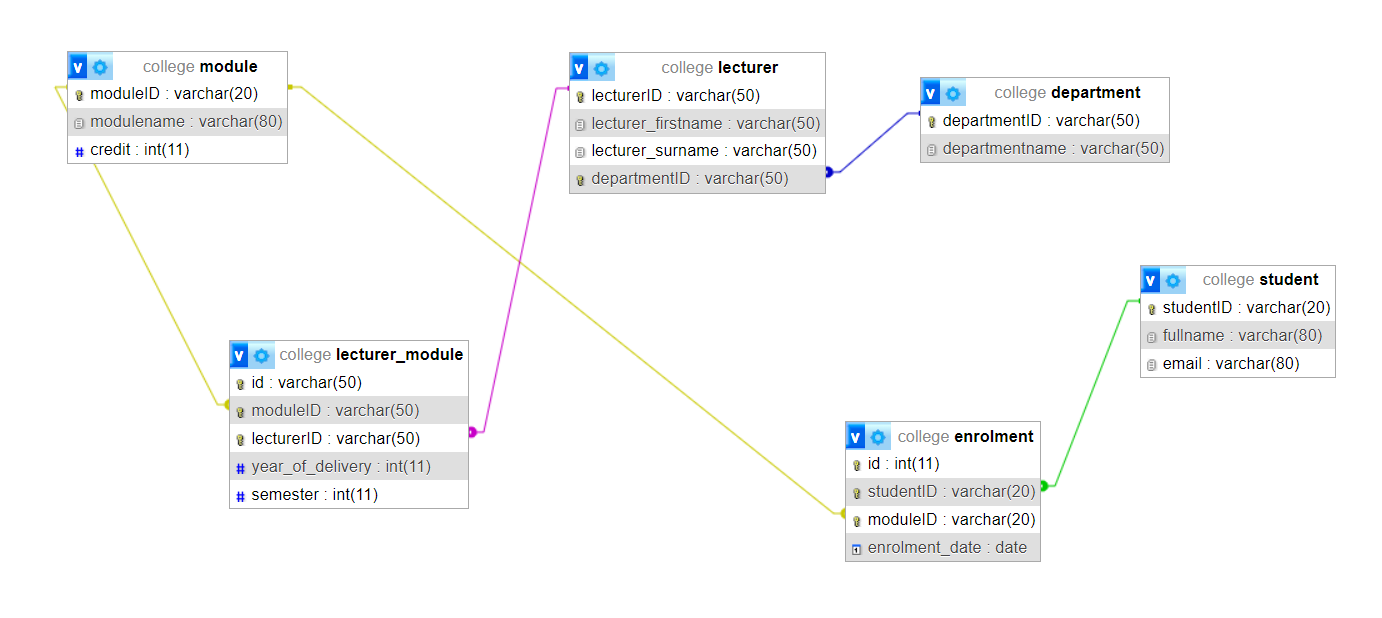 v college module
moduleID : varchar(20)
modulename : varchar(80)
# credit : int(11)
v college lecturer
lecturerID : varchar(50)
lecturer_firstname : varchar(50)
lecturer_surname : varchar(50)
departmentID : varchar(50)
v college department
departmentID : varchar(50)
departmentname : varchar(50)
v college student
studentID : varchar(20)
fullname : varchar(80)
email : varchar(80)
v college lecturer_module
id : varchar(50)
moduleID : varchar(50)
lecturerID : varchar(50)
# year_of_delivery : int(11)
# semester : int(11)
v college enrolment
id : int(11)
studentID : varchar(20)
moduleID : varchar(20)
1 enrolment_date : date